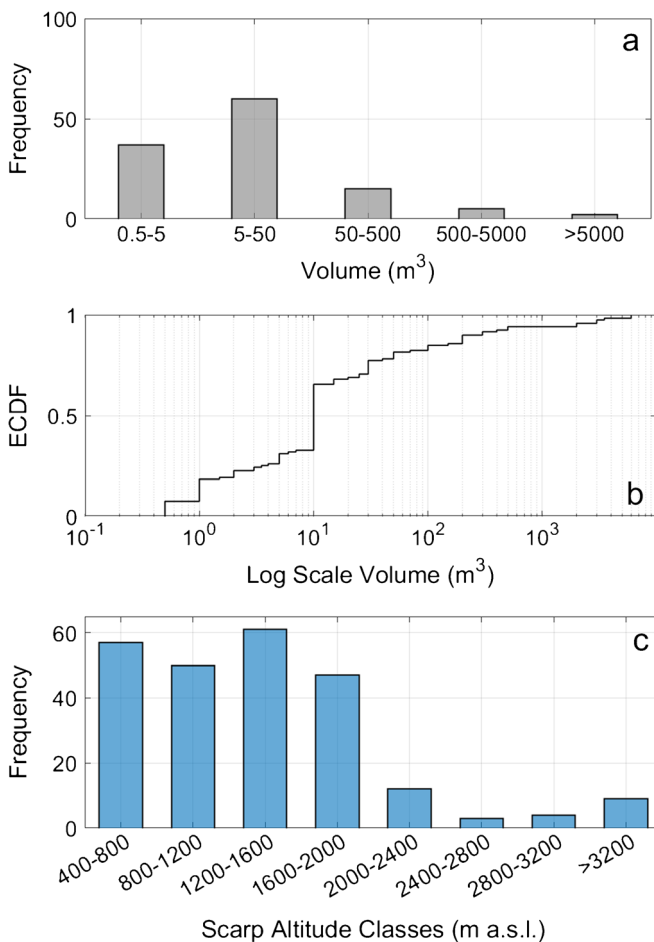 100
a
Frequency
50
0
0.5-5 5-50 50-500 500-5000 >5000
Volume (m³)
1
ECDF
0.5
b
0
10⁻¹ 10⁰ 10¹ 10² 10³
Log Scale Volume (m³)
60
c
Frequency
40
20
0
400-800 800-1200 1200-1600 1600-2000 2000-2400 2400-2800 2800-3200 >3200
Scarp Altitude Classes (m a.s.l.)